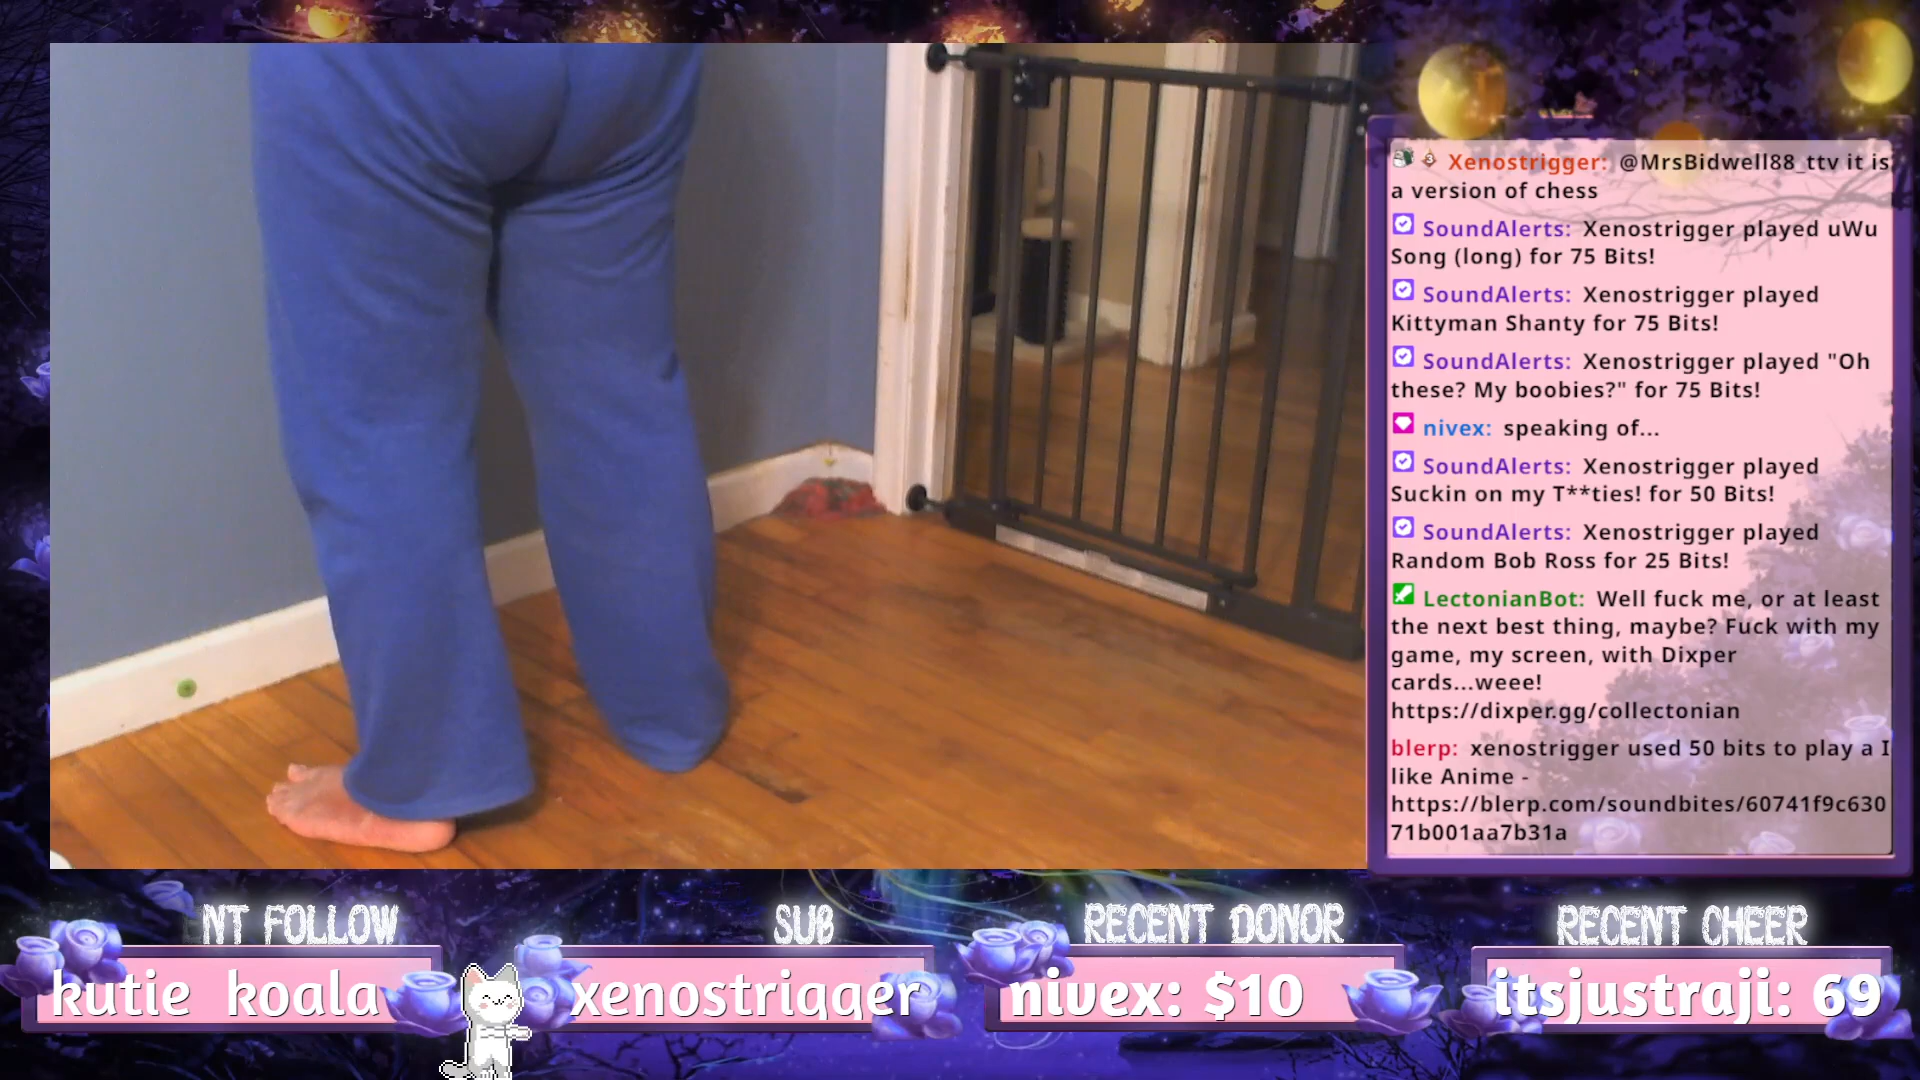 Xenostrigger: @MrsBidwell88_ttv it is
a version of chess
SoundAlerts: Xenostrigger played uWu
Song (long) for 75 Bits!
SoundAlerts: Xenostrigger played
Kittyman Shanty for 75 Bits!
SoundAlerts: Xenostrigger played "Oh
these? My boobies?" for 75 Bits!
nivex: speaking of...
SoundAlerts: Xenostrigger played
Suckin on my T**ties! for 50 Bits!
SoundAlerts: Xenostrigger played
Random Bob Ross for 25 Bits!
LectonianBot: Well fuck me, or at least
the next best thing, maybe? Fuck with my
game, my screen, with Dixper
cards...weee!
https://dixper.gg/collectonian
blerp: xenostrigger used 50 bits to play a I
like Anime -
https://blerp.com/soundbites/60741f9c630
71b001aa7b31a
NT FOLLOW
kutie koala
SUB
xenostrigger
RECENT DONOR
nivex: $10
RECENT CHEER
itsjustraji: 69